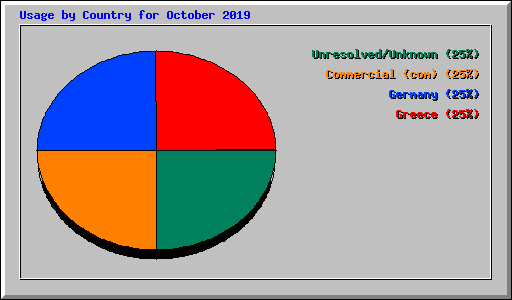 Usage by Country for October 2019
Unresolved/Unknown (25%)
Commercial (com) (25%)
Germany (25%)
Greece (25%)